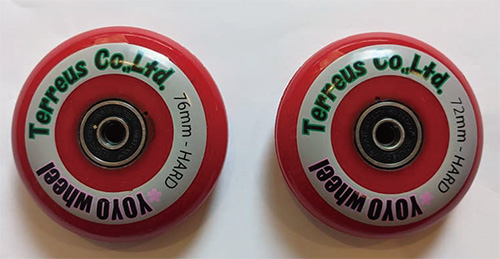 Terreus Co.,Ltd.
76mm - HARD
YOYO wheel
Terreus Co.,Ltd.
72mm - HARD
YOYO wheel